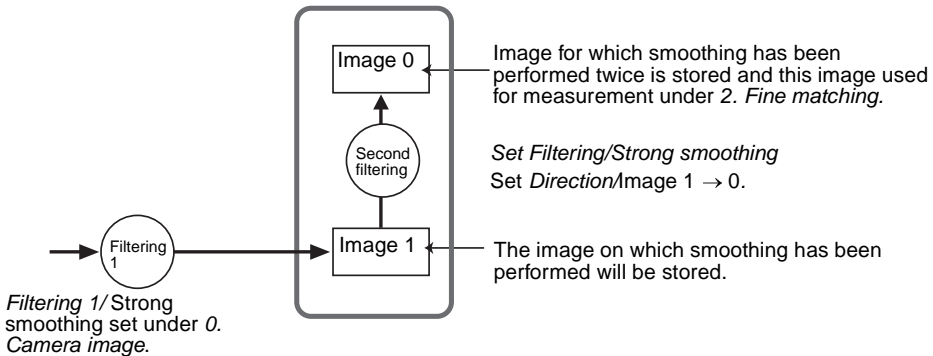 Image 0
Image for which smoothing has been
performed twice is stored and this image used
for measurement under 2. Fine matching.
Second
filtering
Set Filtering/Strong smoothing
Set Direction/Image 1 → 0.
Filtering
1
Image 1
The image on which smoothing has been
performed will be stored.
Filtering 1/ Strong
smoothing set under 0.
Camera image.